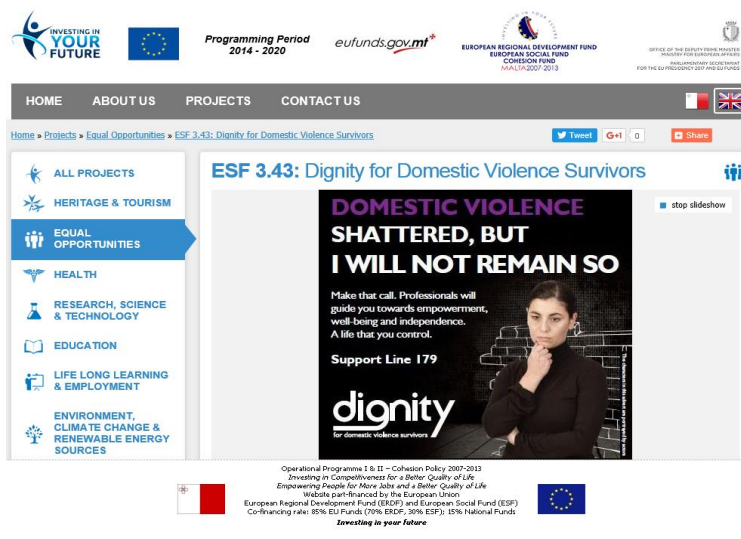 INVESTING IN
YOUR
FUTURE
Programming Period
2014 - 2020
eufunds.gov.mt
EUROPEAN REGIONAL DEVELOPMENT FUND
EUROPEAN SOCIAL FUND
COHESION FUND
MALTA 2007-2013
OFFICE OF THE DEPUTY PRIME MINISTER
MINISTRY FOR EUROPEAN AFFAIRS
PARLIAMENTARY SECRETARIAT
FOR THE EU PRESIDENCY 2017 AND EU FUNDS
HOME ABOUT US PROJECTS CONTACT US
Home » Projects » Equal Opportunities » ESF 3.43: Dignity for Domestic Violence Survivors
Tweet G+1 0 Share
ALL PROJECTS
HERITAGE & TOURISM
EQUAL
OPPORTUNITIES
HEALTH
RESEARCH, SCIENCE
& TECHNOLOGY
EDUCATION
LIFE LONG LEARNING
& EMPLOYMENT
ENVIRONMENT,
CLIMATE CHANGE &
RENEWABLE ENERGY
SOURCES
ESF 3.43: Dignity for Domestic Violence Survivors
stop slideshow
DOMESTIC VIOLENCE
SHATTERED, BUT
I WILL NOT REMAIN SO
Make that call. Professionals will
guide you towards empowerment,
well-being and independence.
A life that you control.
Support Line 179
dignity
for domestic violence survivors
The characters in this advert are portrayed by actors
Operational Programme I & II – Cohesion Policy 2007-2013
Investing in Competitiveness for a Better Quality of Life
Empowering People for More Jobs and a Better Quality of Life
Website part-financed by the European Union
European Regional Development Fund (ERDF) and European Social Fund (ESF)
Co-financing rate: 85% EU Funds (70% ERDF, 30% ESF); 15% National Funds
Investing in your future